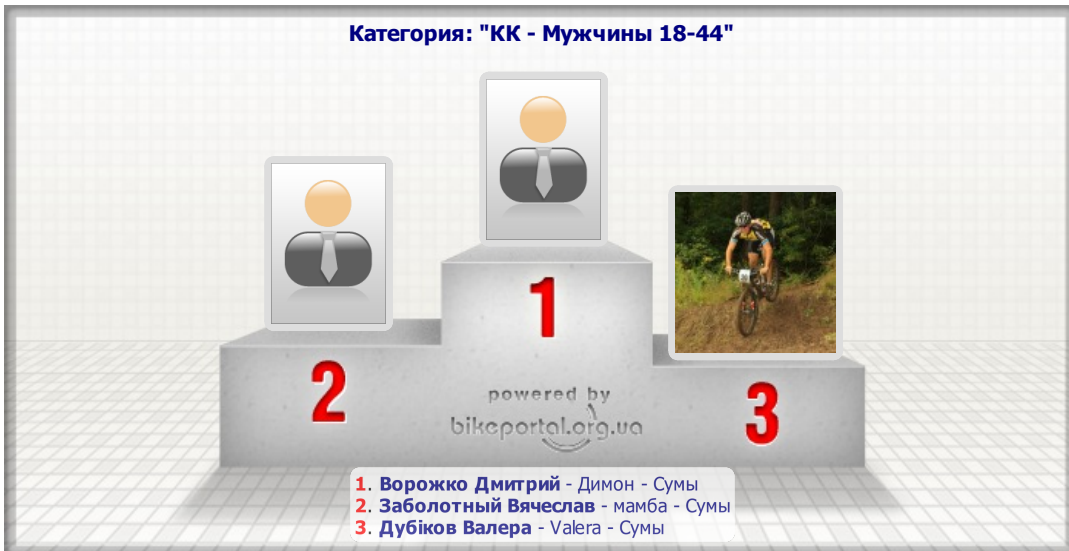 Категория: "КК - Мужчины 18-44"
1
2
3
powered by
bikeportal.org.ua
1. Ворожко Дмитрий - Димон - Сумы
2. Заболотный Вячеслав - мамба - Сумы
3. Дубіков Валера - Valera - Сумы